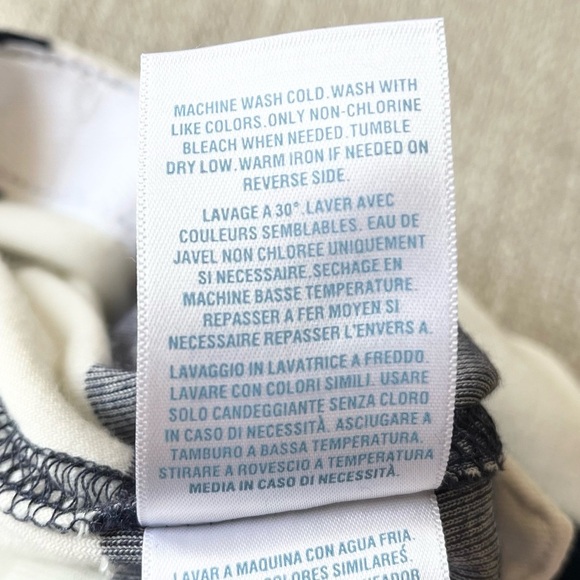 MACHINE WASH COLD.WASH WITH
LIKE COLORS.ONLY NON-CHLORINE
BLEACH WHEN NEEDED.TUMBLE
DRY LOW.WARM IRON IF NEEDED ON
REVERSE SIDE.
LAVAGE A 30°.LAVER AVEC
COULEURS SEMBLABLES. EAU DE
JAVEL NON CHLOREE UNIQUEMENT
SI NECESSAIRE.SECHAGE EN
MACHINE BASSE TEMPERATURE.
REPASSER A FER MOYEN SI
NECESSAIRE REPASSER L'ENVERS A.
LAVAGGIO IN LAVATRICE A FREDDO.
LAVARE CON COLORI SIMILI. USARE
SOLO CANDEGGIANTE SENZA CLORO
IN CASO DI NECESSITÀ. ASCIUGARE A
TAMBURO A BASSA TEMPERATURA.
STIRARE A ROVESCIO A TEMPERATURA
MEDIA IN CASO DI NECESSITÀ.
LAVAR A MAQUINA CON AGUA FRIA.
COLORES SIMILARES.